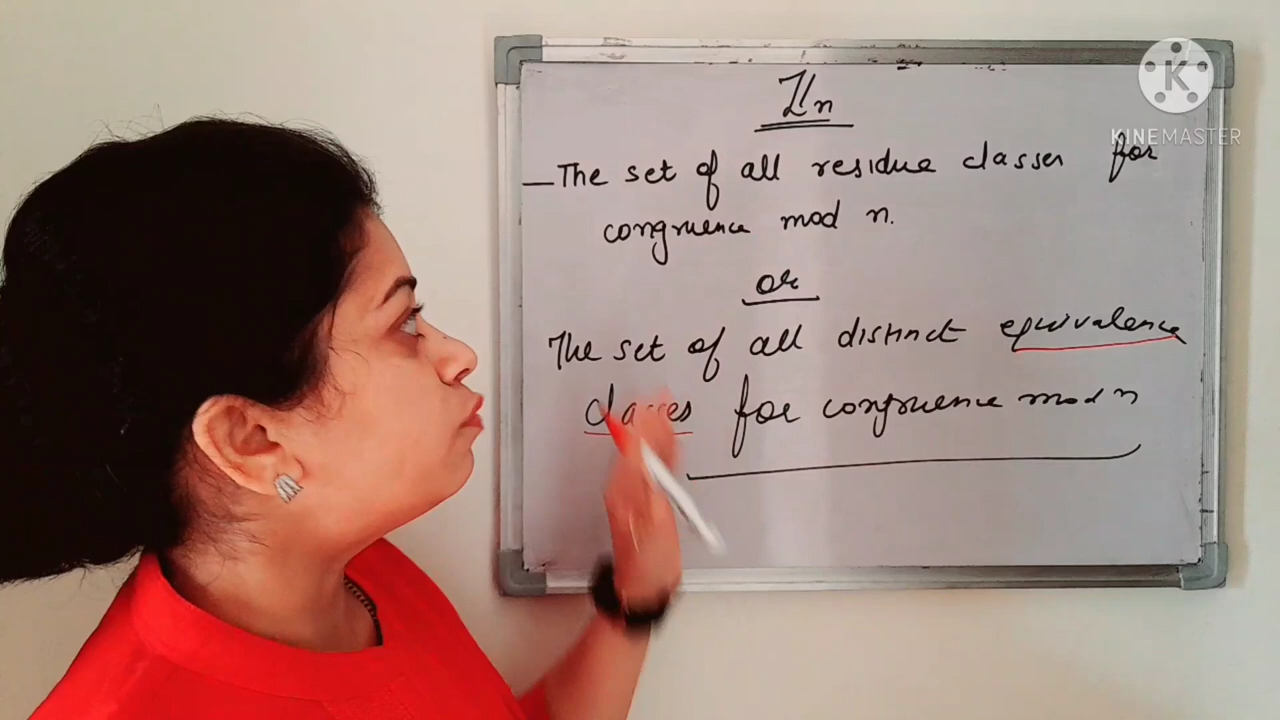 ℤn
K
KINEMASTER
—The set of all residue classes for
congruence mod n.
or
The set of all distinct equivalence
classes for congruence mod n